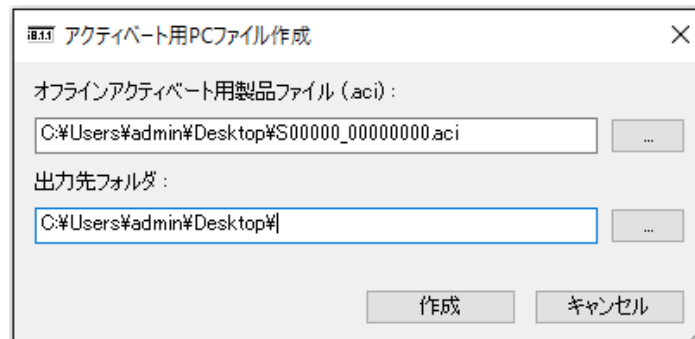 アクティベート用PCファイル作成
オフラインアクティベート用製品ファイル (.aci) :
C:¥Users¥admin¥Desktop¥S00000_00000000.aci
...
出力先フォルダ :
C:¥Users¥admin¥Desktop¥
...
作成
キャンセル